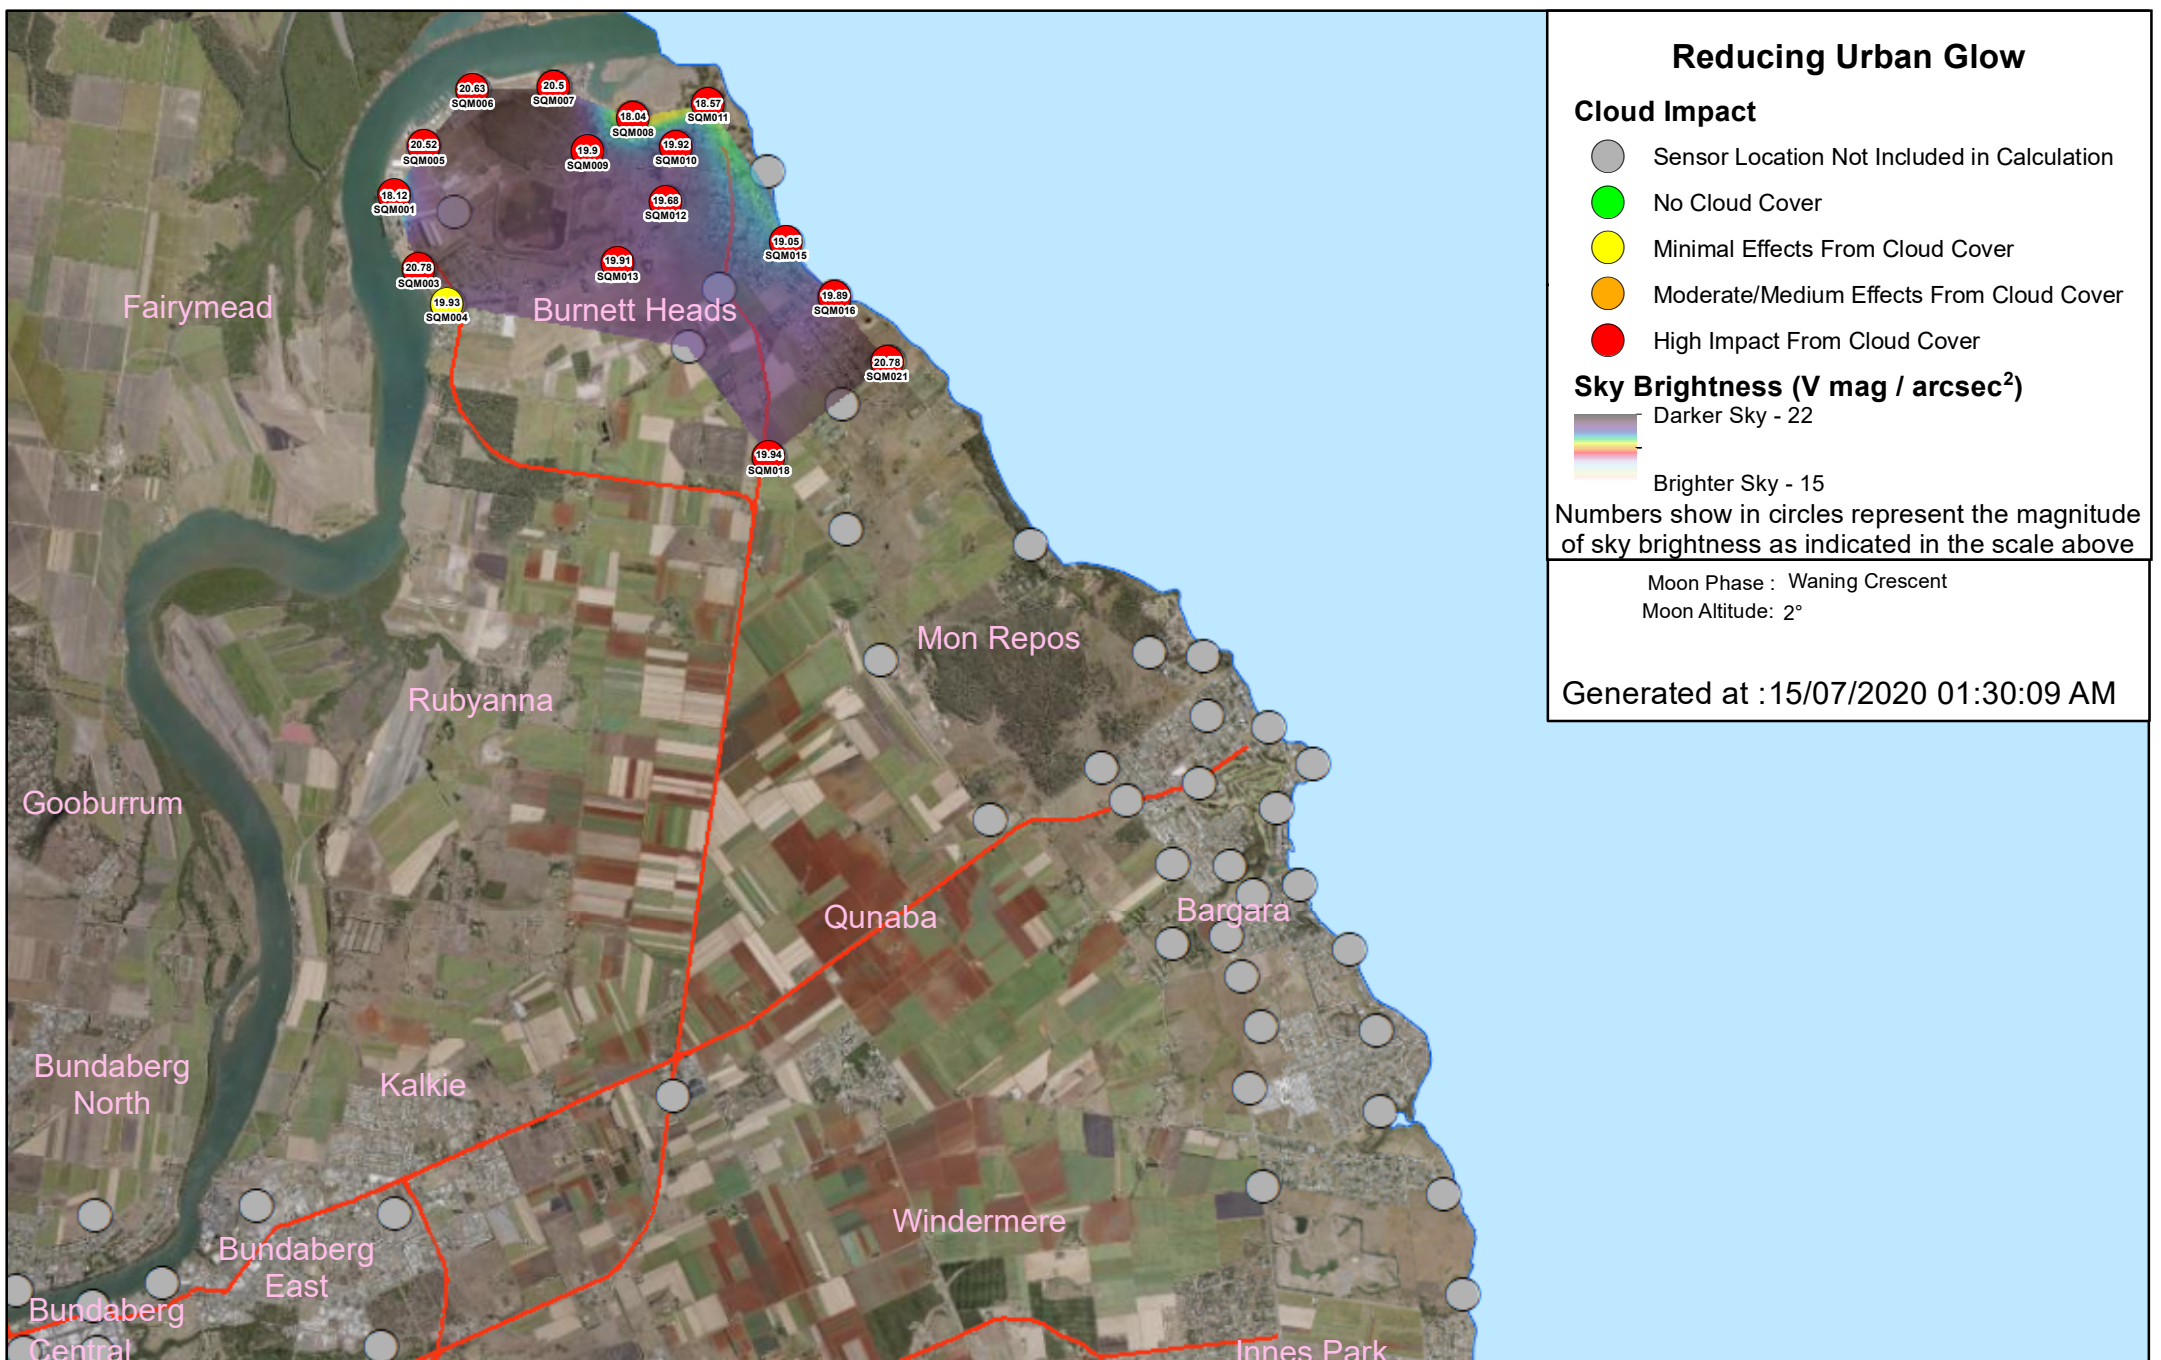 Reducing Urban Glow
Cloud Impact
Sensor Location Not Included in Calculation
No Cloud Cover
Minimal Effects From Cloud Cover
Moderate/Medium Effects From Cloud Cover
High Impact From Cloud Cover
Sky Brightness (V mag / arcsec²)
Darker Sky - 22
Brighter Sky - 15
Numbers show in circles represent the magnitude
of sky brightness as indicated in the scale above
Moon Phase : Waning Crescent
Moon Altitude: 2°
Generated at :15/07/2020 01:30:09 AM
20.63
SQM006
20.5
SQM007
18.04
SQM008
18.57
SQM011
20.52
SQM005
19.9
SQM009
19.92
SQM010
18.12
SQM001
19.68
SQM012
19.05
SQM015
20.78
SQM003
19.91
SQM013
19.93
SQM004
19.89
SQM016
20.78
SQM021
19.94
SQM018
Fairymead
Burnett Heads
Mon Repos
Rubyanna
Gooburrum
Qunaba
Bargara
Bundaberg
North
Kalkie
Windermere
Bundaberg
East
Bundaberg
Central
Innes Park